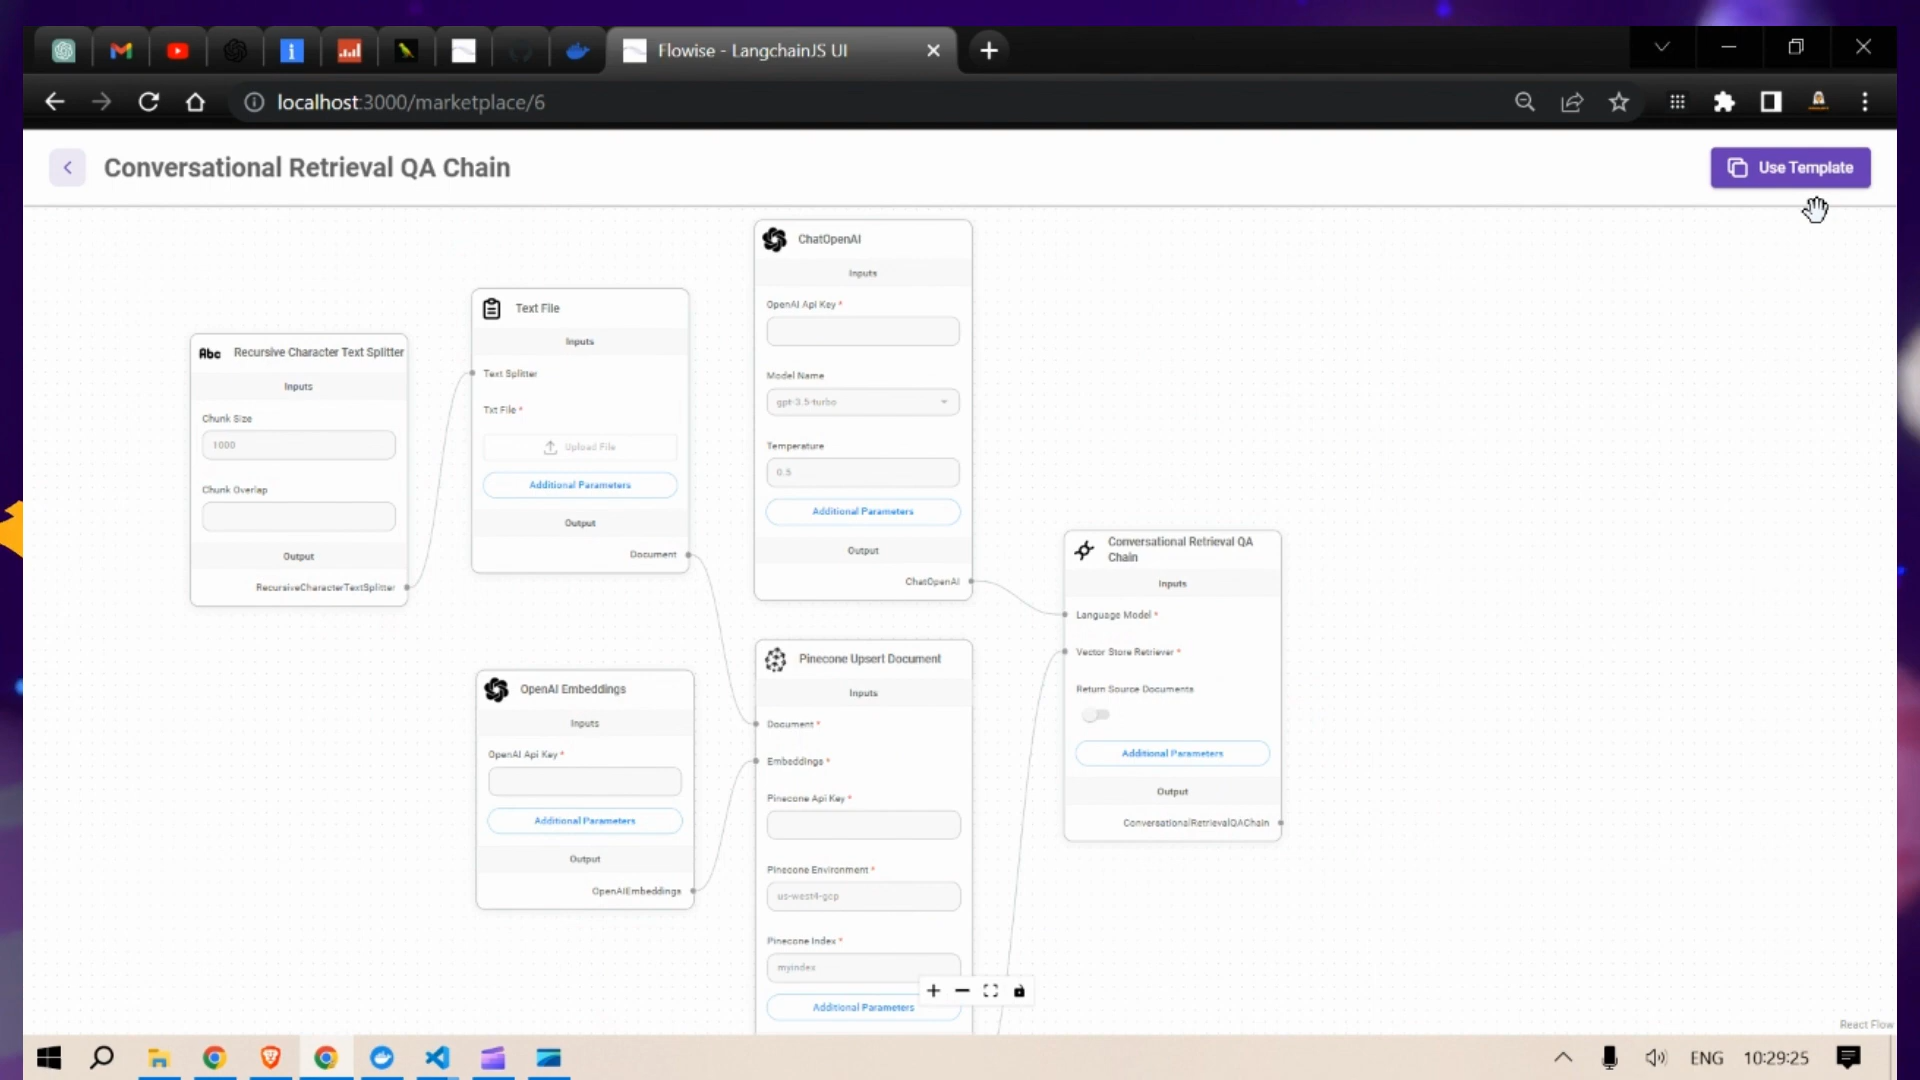 Flowise - LangchainJS UI
localhost:3000/marketplace/6
Conversational Retrieval QA Chain
Use Template
Abc Recursive Character Text Splitter
Inputs
Chunk Size
1000
Chunk Overlap
Output
RecursiveCharacterTextSplitter
Text File
Inputs
Text Splitter
Txt File *
Upload File
Additional Parameters
Output
Document
OpenAI Embeddings
Inputs
OpenAI Api Key *
Additional Parameters
Output
OpenAIEmbeddings
ChatOpenAI
Inputs
OpenAI Api Key *
Model Name
gpt-3.5-turbo
Temperature
0.5
Additional Parameters
Output
ChatOpenAI
Pinecone Upsert Document
Inputs
Document *
Embeddings *
Pinecone Api Key *
Pinecone Environment *
us-west4-gcp
Pinecone Index *
myindex
Additional Parameters
Conversational Retrieval QA
Chain
Inputs
Language Model *
Vector Store Retriever *
Return Source Documents
Additional Parameters
Output
ConversationalRetrievalQAChain
React Flow
ENG
10:29:25